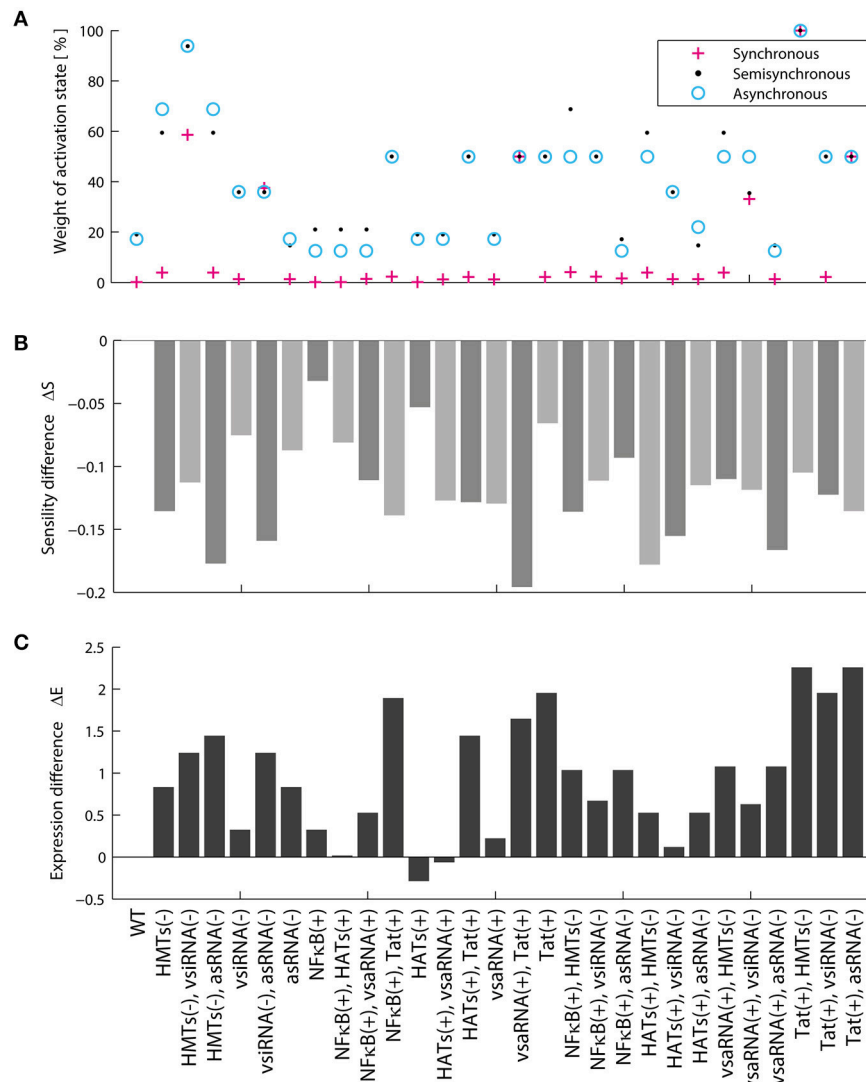 A
Weight of activation state [ % ]
100
80
60
40
20
0
Synchronous
Semisynchronous
Asynchronous
B
Sensility difference ΔS
0
−0.05
−0.1
−0.15
−0.2
C
Expression difference ΔE
2.5
2
1.5
1
0.5
0
−0.5
WT
HMTs(-)
HMTs(-), vsiRNA(-)
HMTs(-), asRNA(-)
vsiRNA(-)
vsiRNA(-), asRNA(-)
asRNA(-)
NFκB(+)
NFκB(+), HATs(+)
NFκB(+), vsaRNA(+)
NFκB(+), Tat(+)
HATs(+)
HATs(+), vsaRNA(+)
HATs(+), Tat(+)
vsaRNA(+)
vsaRNA(+), Tat(+)
Tat(+)
NFκB(+), HMTs(-)
NFκB(+), vsiRNA(-)
NFκB(+), asRNA(-)
HATs(+), HMTs(-)
HATs(+), vsiRNA(-)
HATs(+), asRNA(-)
vsaRNA(+), HMTs(-)
vsaRNA(+), vsiRNA(-)
vsaRNA(+), asRNA(-)
Tat(+), HMTs(-)
Tat(+), vsiRNA(-)
Tat(+), asRNA(-)